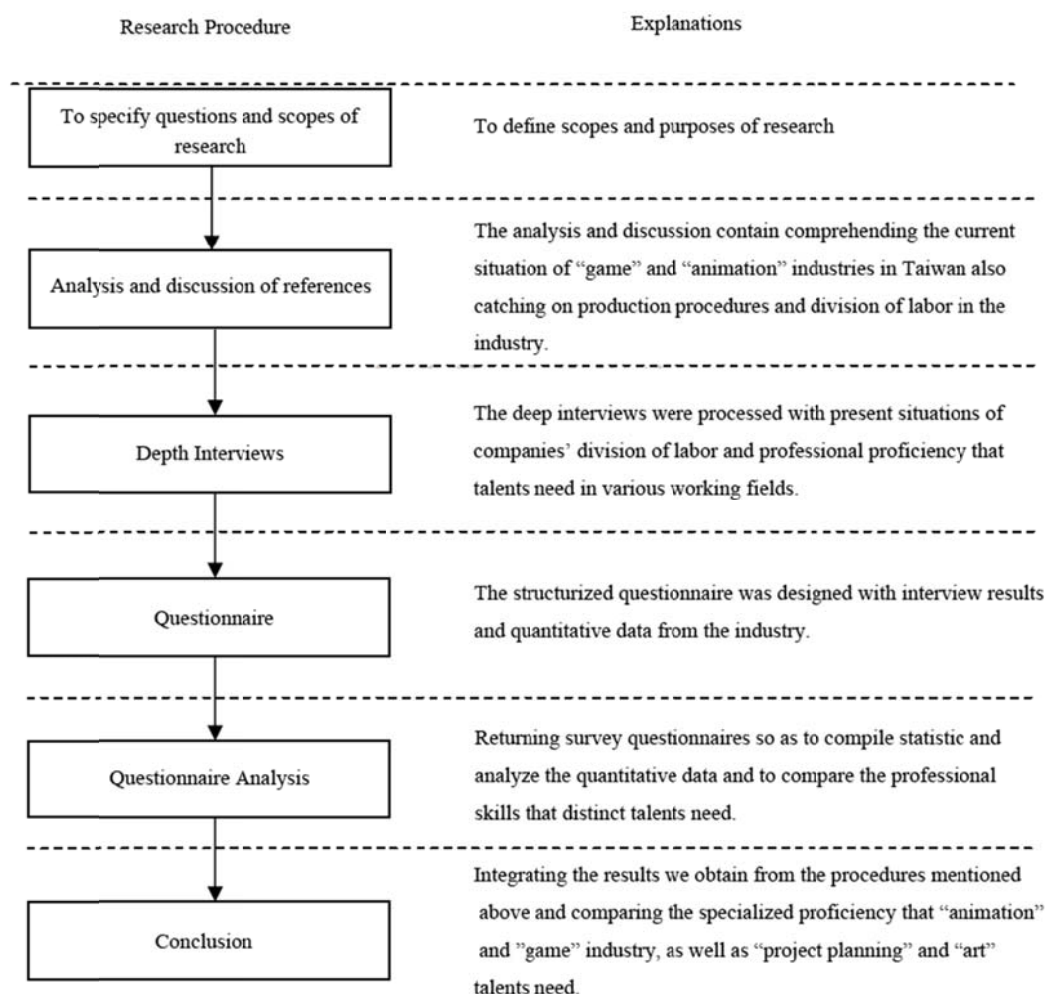 Research Procedure
Explanations
To specify questions and scopes of
research
To define scopes and purposes of research
Analysis and discussion of references
The analysis and discussion contain comprehending the current
situation of “game” and “animation” industries in Taiwan also
catching on production procedures and division of labor in the
industry.
Depth Interviews
The deep interviews were processed with present situations of
companies’ division of labor and professional proficiency that
talents need in various working fields.
Questionnaire
The structurized questionnaire was designed with interview results
and quantitative data from the industry.
Questionnaire Analysis
Returning survey questionnaires so as to compile statistic and
analyze the quantitative data and to compare the professional
skills that distinct talents need.
Conclusion
Integrating the results we obtain from the procedures mentioned
above and comparing the specialized proficiency that “animation”
and ”game” industry, as well as “project planning” and “art”
talents need.